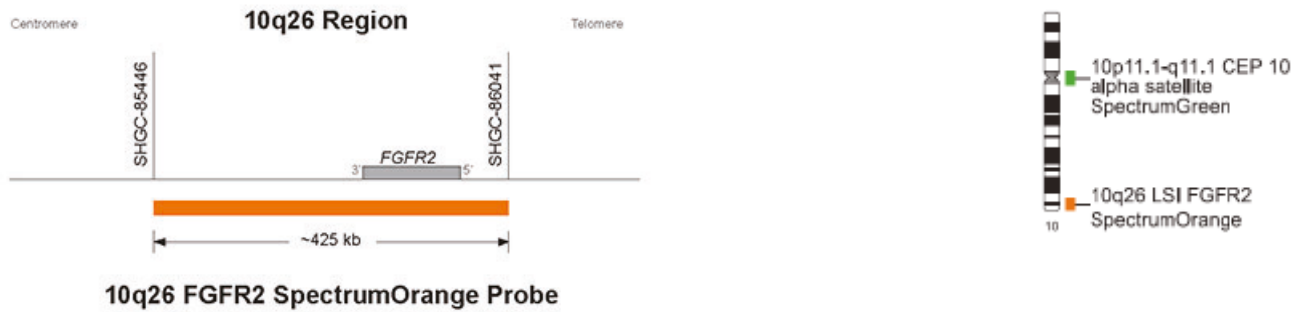 Centromere
10q26 Region
Telomere
SHGC-85446
SHGC-86041
3´
FGFR2
5´
~425 kb
10q26 FGFR2 SpectrumOrange Probe
10p11.1-q11.1 CEP 10
alpha satellite
SpectrumGreen
10q26 LSI FGFR2
SpectrumOrange
10